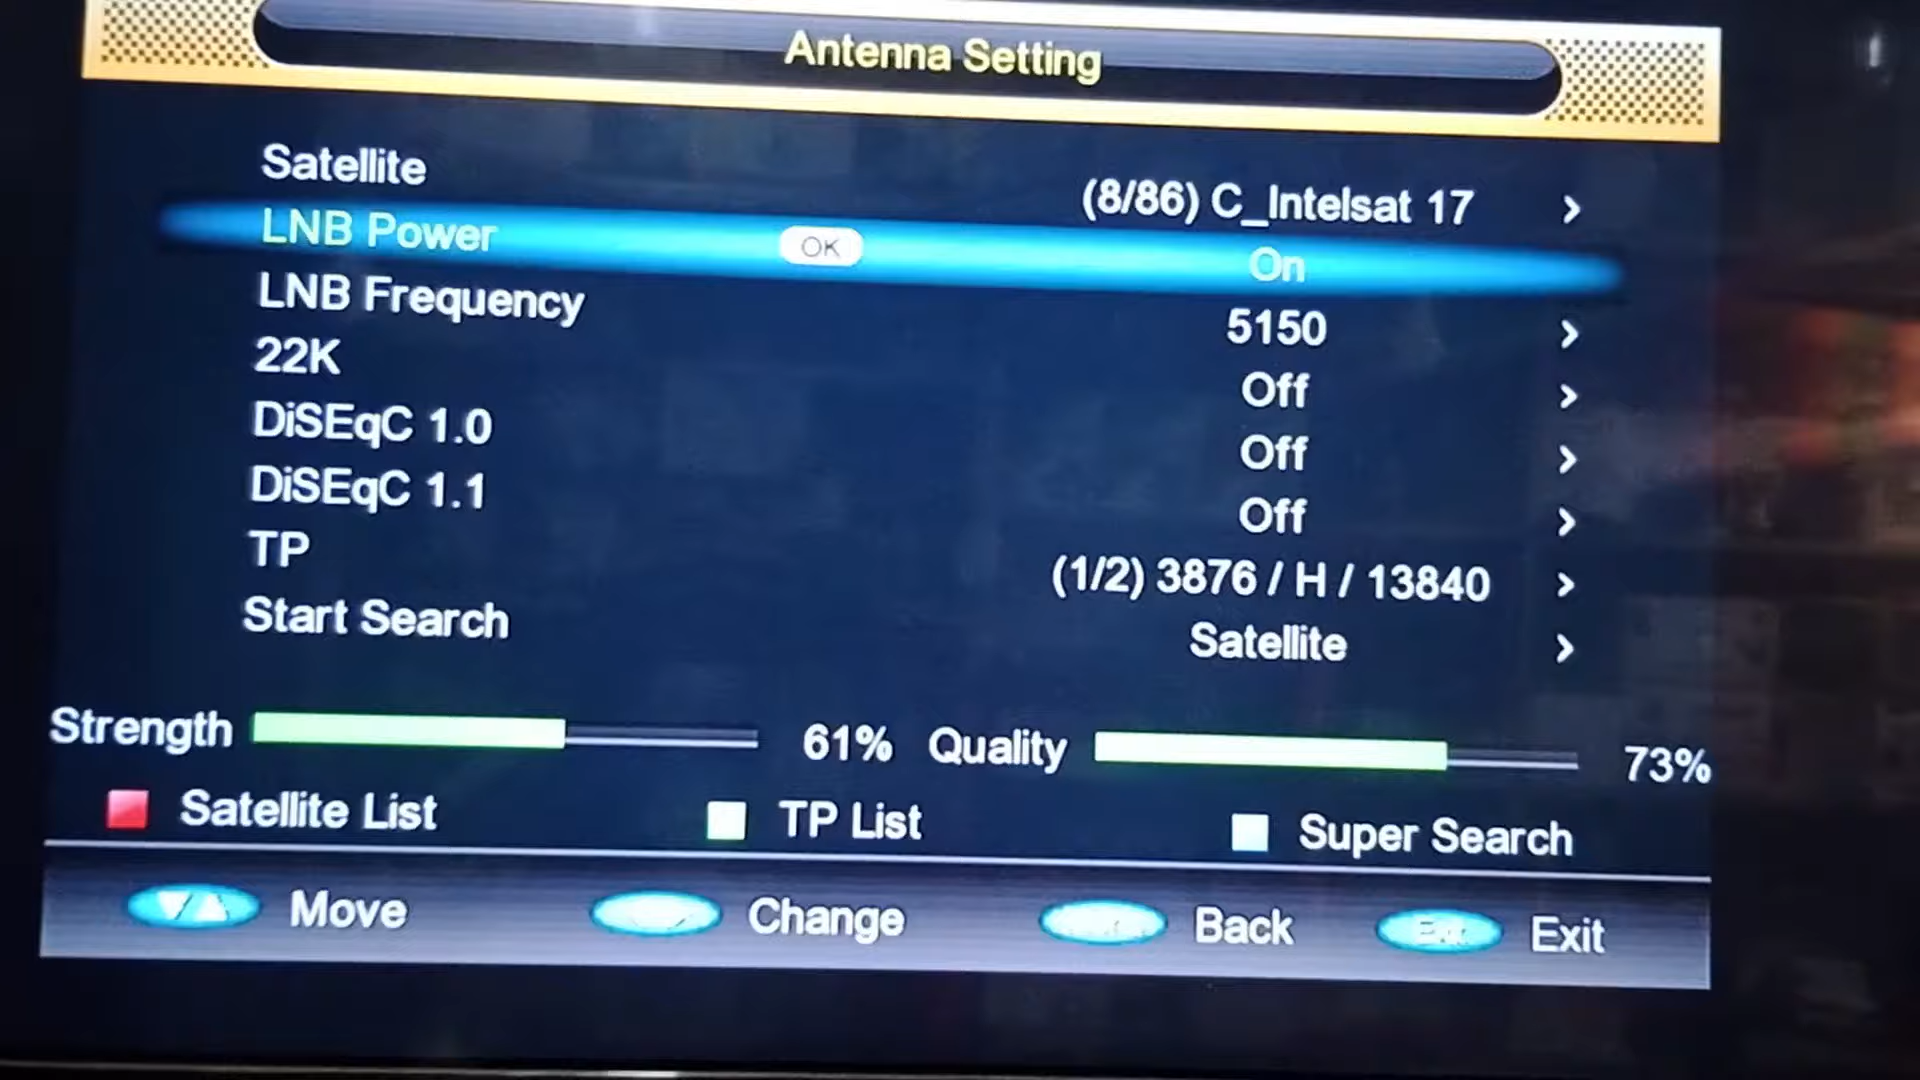 Antenna Setting
Satellite (8/86) C_Intelsat 17 >
LNB Power OK On
LNB Frequency 5150 >
22K Off >
DiSEqC 1.0 Off >
DiSEqC 1.1 Off >
TP (1/2) 3876 / H / 13840 >
Start Search Satellite >
Strength 61% Quality 73%
Satellite List TP List Super Search
Move Change Back Exit